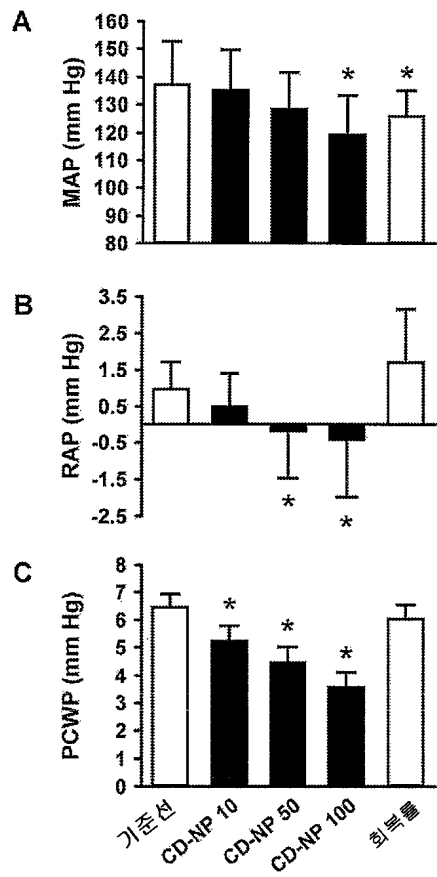 A
MAP (mm Hg)
160
150
140
130
120
110
100
90
80
*
*
B
RAP (mm Hg)
3.5
2.5
1.5
0.5
-0.5
-1.5
-2.5
*
*
C
PCWP (mm Hg)
8
7
6
5
4
3
2
1
0
*
*
*
기준선
CD-NP 10
CD-NP 50
CD-NP 100
회복률